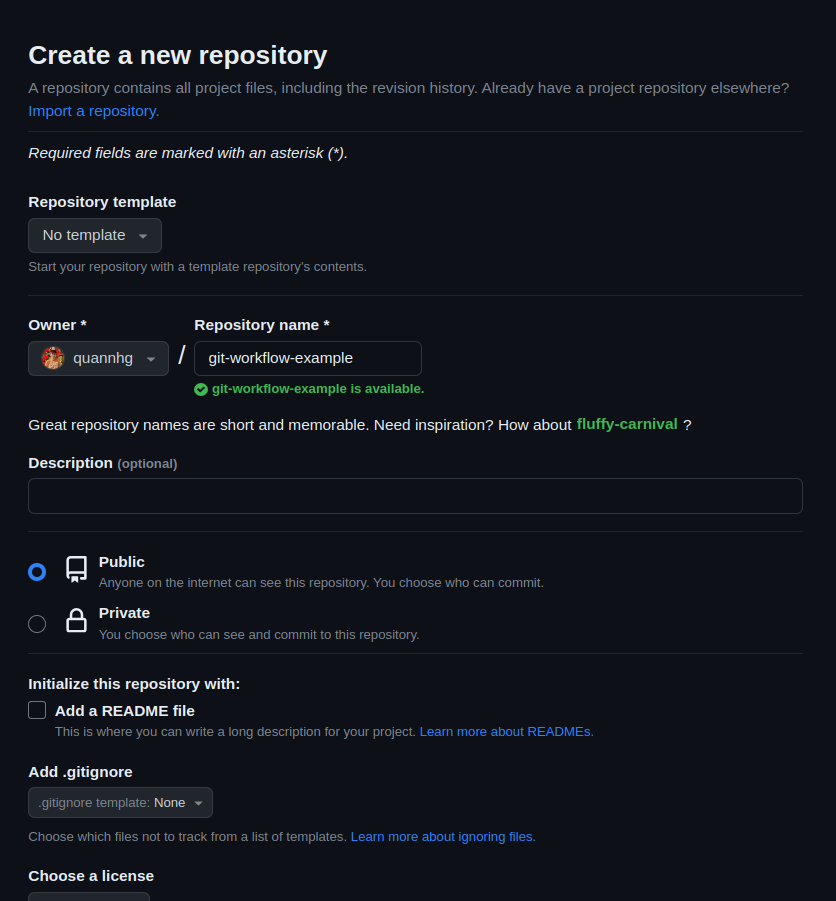 Create a new repository
A repository contains all project files, including the revision history. Already have a project repository elsewhere?
Import a repository.
Required fields are marked with an asterisk (*).
Repository template
No template
Start your repository with a template repository's contents.
Owner *
Repository name *
quannhg
/
git-workflow-example
git-workflow-example is available.
Great repository names are short and memorable. Need inspiration? How about fluffy-carnival ?
Description (optional)
Public
Anyone on the internet can see this repository. You choose who can commit.
Private
You choose who can see and commit to this repository.
Initialize this repository with:
Add a README file
This is where you can write a long description for your project. Learn more about READMEs.
Add .gitignore
.gitignore template: None
Choose which files not to track from a list of templates. Learn more about ignoring files.
Choose a license